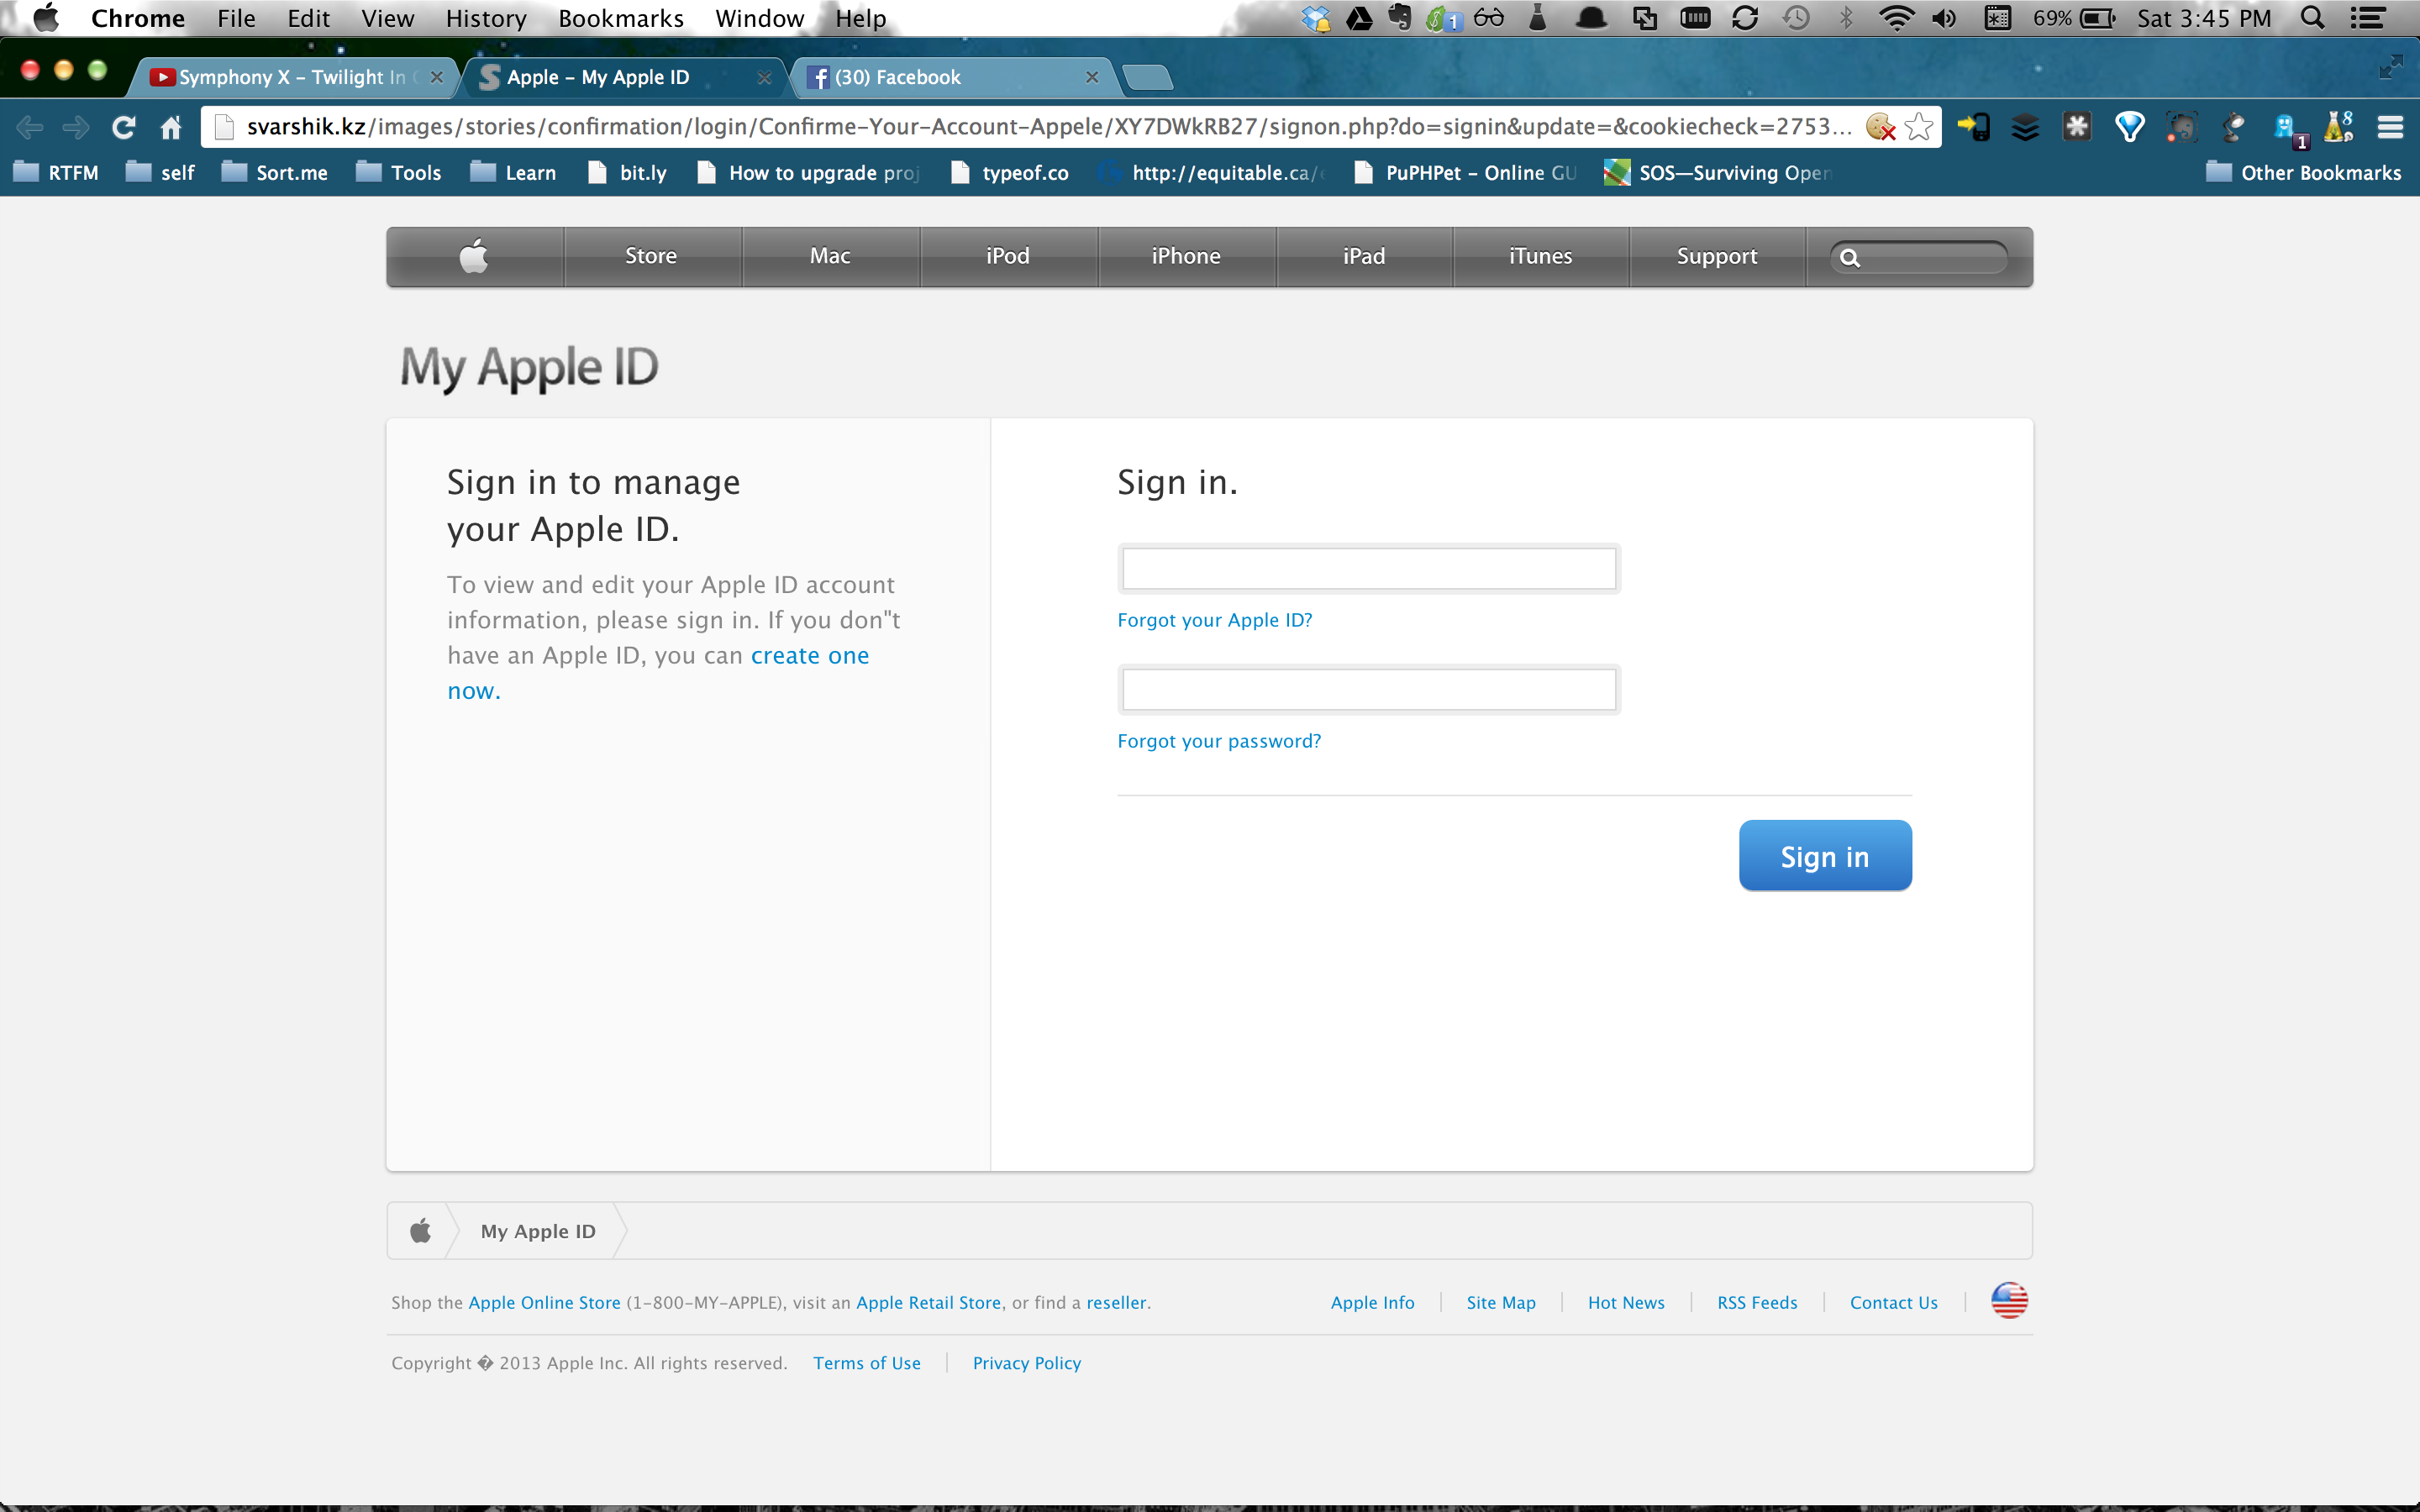 Chrome File Edit View History Bookmarks Window Help 1 69% Sat 3:45 PM
Symphony X – Twilight In Apple – My Apple ID (30) Facebook
svarshik.kz/images/stories/confirmation/login/Confirme-Your-Account-Appele/XY7DWkRB27/signon.php?do=signin&update=&cookiecheck=2753... 1 8
RTFM self Sort.me Tools Learn bit.ly How to upgrade proj typeof.co http://equitable.ca/ PuPHPet – Online GU SOS—Surviving Open Other Bookmarks
Store Mac iPod iPhone iPad iTunes Support
My Apple ID
Sign in to manage
your Apple ID.
To view and edit your Apple ID account
information, please sign in. If you don"t
have an Apple ID, you can create one
now.
Sign in.
Forgot your Apple ID?
Forgot your password?
Sign in
My Apple ID
Shop the Apple Online Store (1-800-MY-APPLE), visit an Apple Retail Store, or find a reseller.
Apple Info Site Map Hot News RSS Feeds Contact Us
Copyright � 2013 Apple Inc. All rights reserved. Terms of Use Privacy Policy